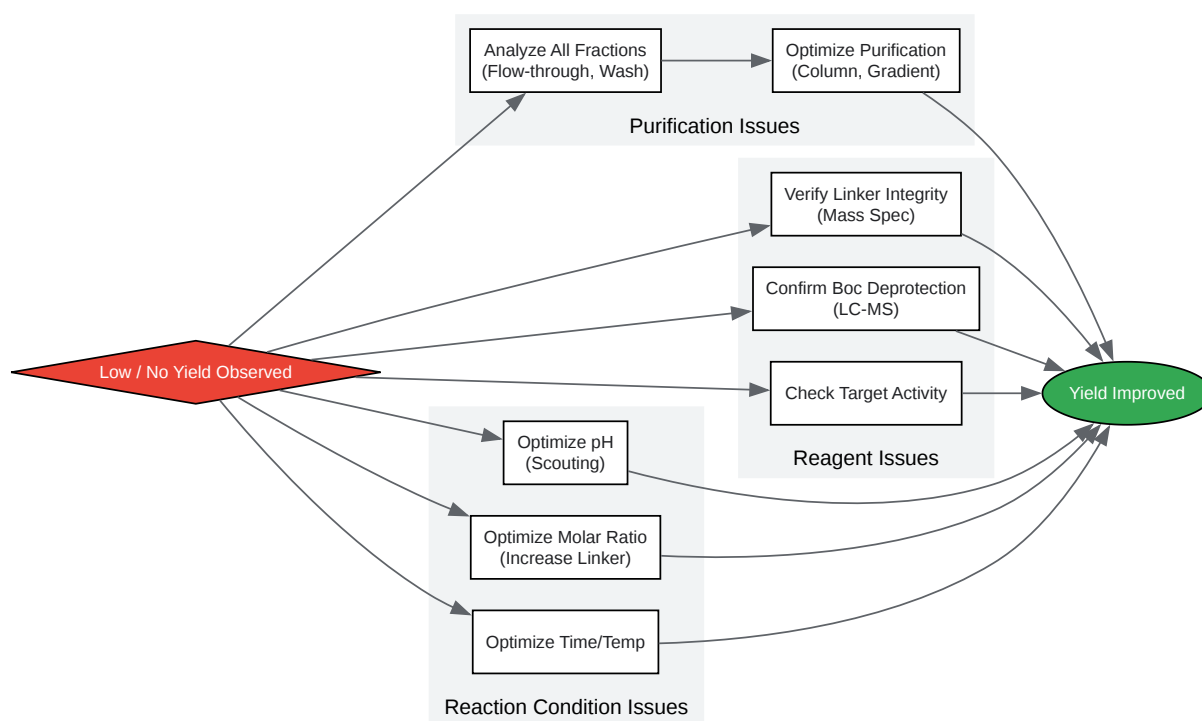 Analyze All Fractions
(Flow-through, Wash)
Optimize Purification
(Column, Gradient)
Purification Issues
Verify Linker Integrity
(Mass Spec)
Confirm Boc Deprotection
(LC-MS)
Low / No Yield Observed
Check Target Activity
Yield Improved
Reagent Issues
Optimize pH
(Scouting)
Optimize Molar Ratio
(Increase Linker)
Optimize Time/Temp
Reaction Condition Issues